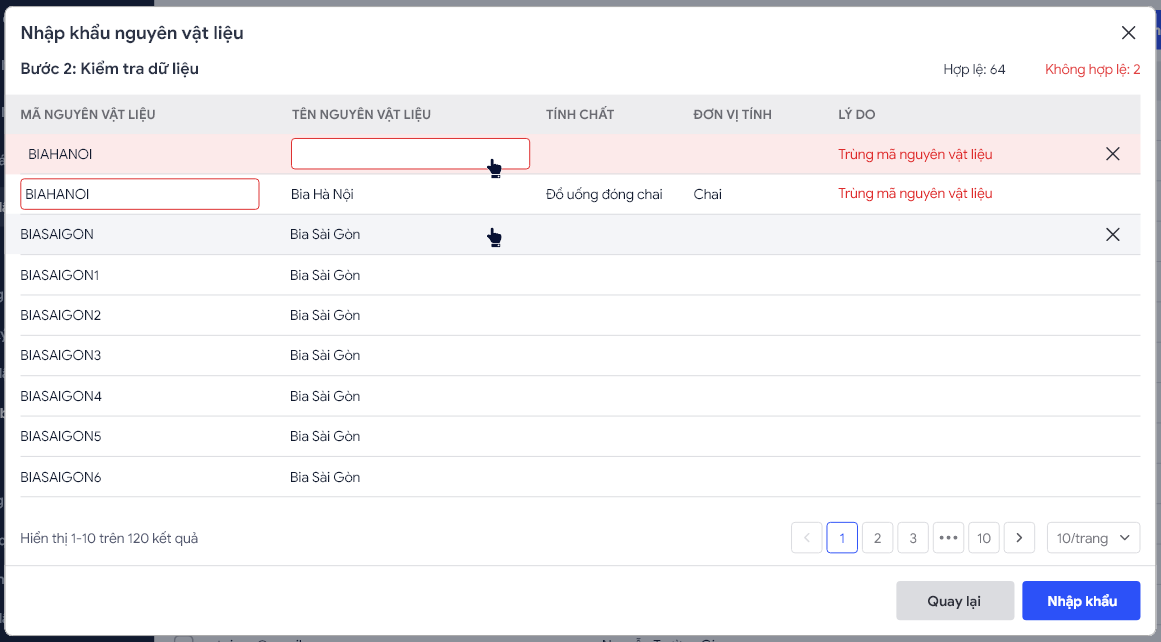 Nhập khẩu nguyên vật liệu
Bước 2: Kiểm tra dữ liệu
Hợp lệ: 64 Không hợp lệ: 2
MÃ NGUYÊN VẬT LIỆU TÊN NGUYÊN VẬT LIỆU TÍNH CHẤT ĐƠN VỊ TÍNH LÝ DO
BIAHANOI Trùng mã nguyên vật liệu
BIAHANOI Bia Hà Nội Đồ uống đóng chai Chai Trùng mã nguyên vật liệu
BIASAIGON Bia Sài Gòn
BIASAIGON1 Bia Sài Gòn
BIASAIGON2 Bia Sài Gòn
BIASAIGON3 Bia Sài Gòn
BIASAIGON4 Bia Sài Gòn
BIASAIGON5 Bia Sài Gòn
BIASAIGON6 Bia Sài Gòn
Hiển thị 1-10 trên 120 kết quả
1 2 3 ••• 10 10/trang
Quay lại Nhập khẩu